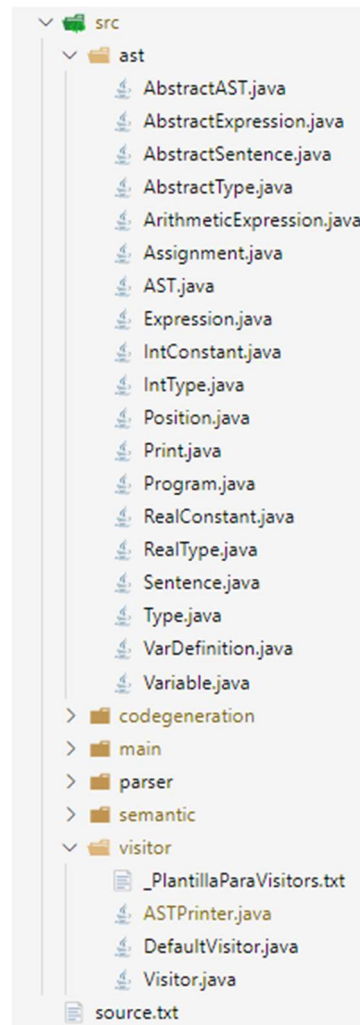 src
ast
AbstractAST.java
AbstractExpression.java
AbstractSentence.java
AbstractType.java
ArithmeticExpression.java
Assignment.java
AST.java
Expression.java
IntConstant.java
IntType.java
Position.java
Print.java
Program.java
RealConstant.java
RealType.java
Sentence.java
Type.java
VarDefinition.java
Variable.java
codegeneration
main
parser
semantic
visitor
_PlantillaParaVisitors.txt
ASTPrinter.java
DefaultVisitor.java
Visitor.java
source.txt